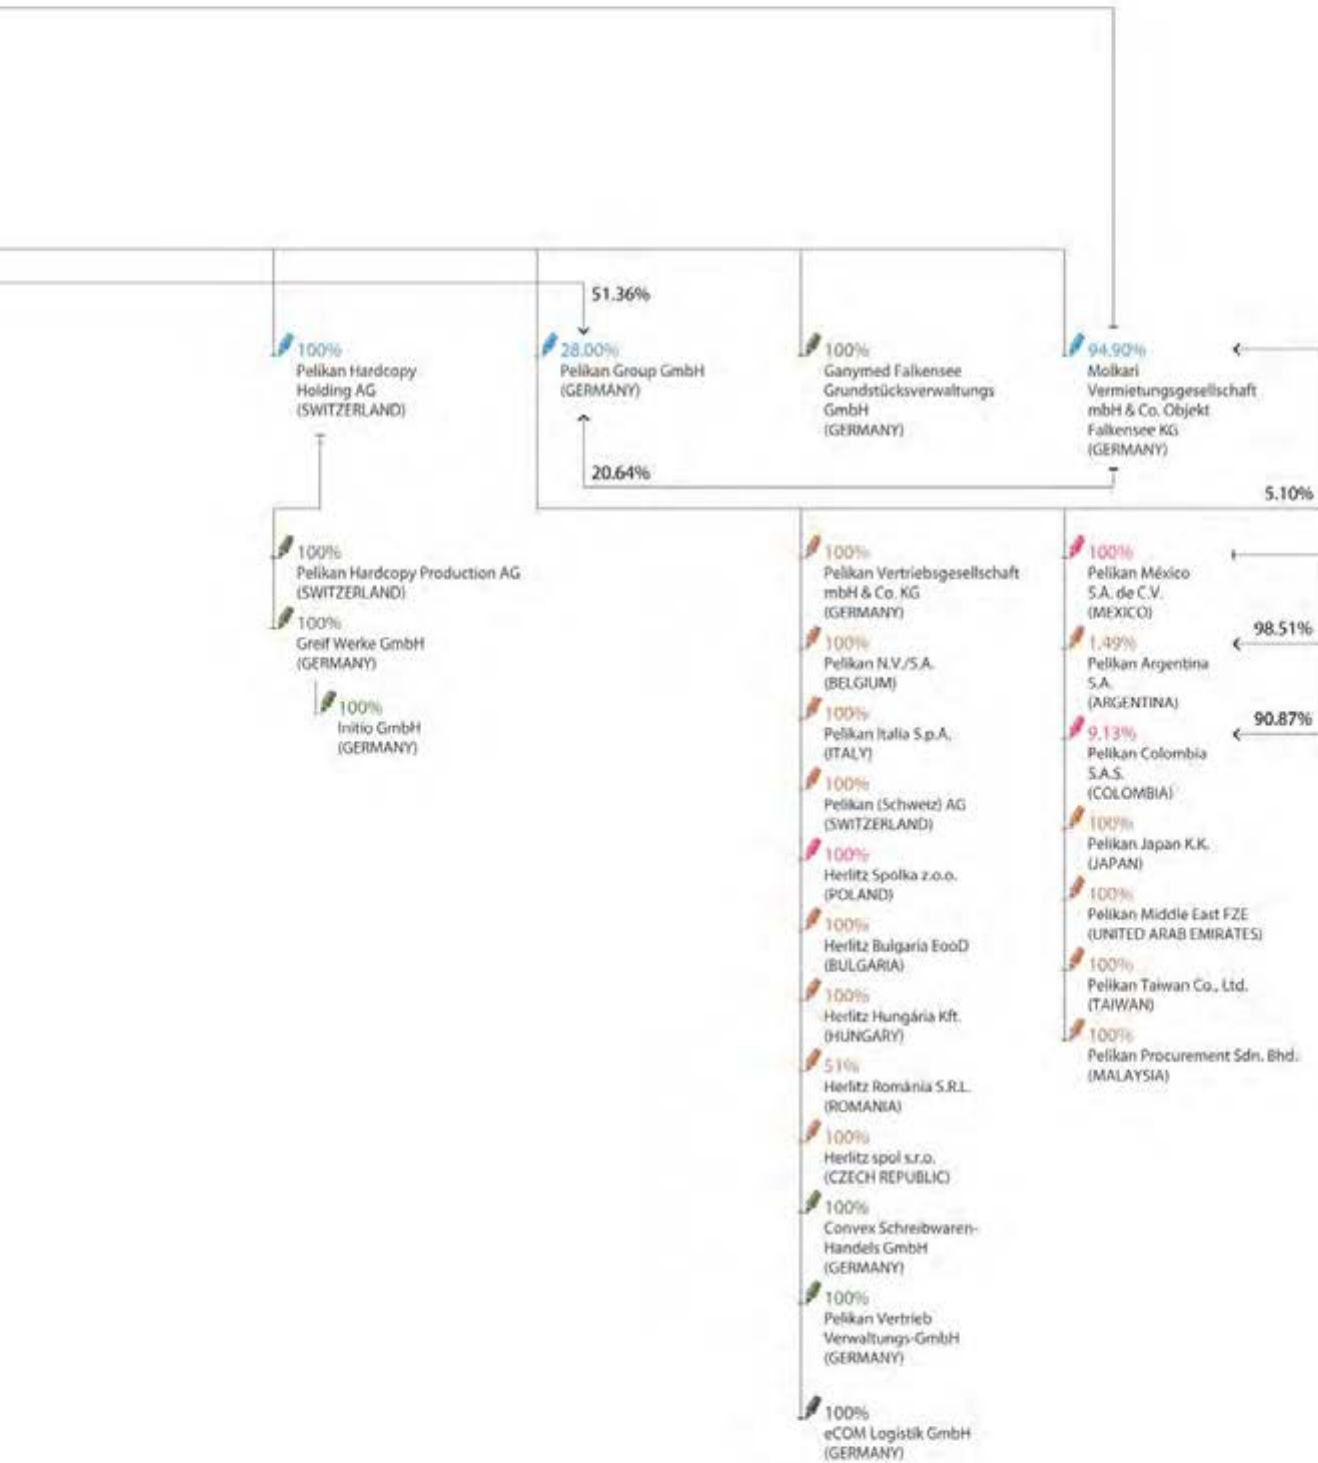 51.36%
100%
Pelikan Hardcopy
Holding AG
(SWITZERLAND)
28.00%
Pelikan Group GmbH
(GERMANY)
100%
Ganymed Falkensee
Grundstücksverwaltungs
GmbH
(GERMANY)
94.90%
Molkari
Vermietungsgesellschaft
mbH & Co. Objekt
Falkensee KG
(GERMANY)
20.64%
5.10%
100%
Pelikan Hardcopy Production AG
(SWITZERLAND)
100%
Greif Werke GmbH
(GERMANY)
100%
Initio GmbH
(GERMANY)
100%
Pelikan Vertriebsgesellschaft
mbH & Co. KG
(GERMANY)
100%
Pelikan N.V./S.A.
(BELGIUM)
100%
Pelikan Italia S.p.A.
(ITALY)
100%
Pelikan (Schweiz) AG
(SWITZERLAND)
100%
Herlitz Spolka z.o.o.
(POLAND)
100%
Herlitz Bulgaria EooD
(BULGARIA)
100%
Herlitz Hungária Kft.
(HUNGARY)
51%
Herlitz România S.R.L.
(ROMANIA)
100%
Herlitz spol s.r.o.
(CZECH REPUBLIC)
100%
Convex Schreibwaren-
Handels GmbH
(GERMANY)
100%
Pelikan Vertrieb
Verwaltungs-GmbH
(GERMANY)
100%
eCOM Logistik GmbH
(GERMANY)
100%
Pelikan México
S.A. de C.V.
(MEXICO)
98.51%
1.49%
Pelikan Argentina
S.A.
(ARGENTINA)
90.87%
9.13%
Pelikan Colombia
S.A.S.
(COLOMBIA)
100%
Pelikan Japan K.K.
(JAPAN)
100%
Pelikan Middle East FZE
(UNITED ARAB EMIRATES)
100%
Pelikan Taiwan Co., Ltd.
(TAIWAN)
100%
Pelikan Procurement Sdn. Bhd.
(MALAYSIA)